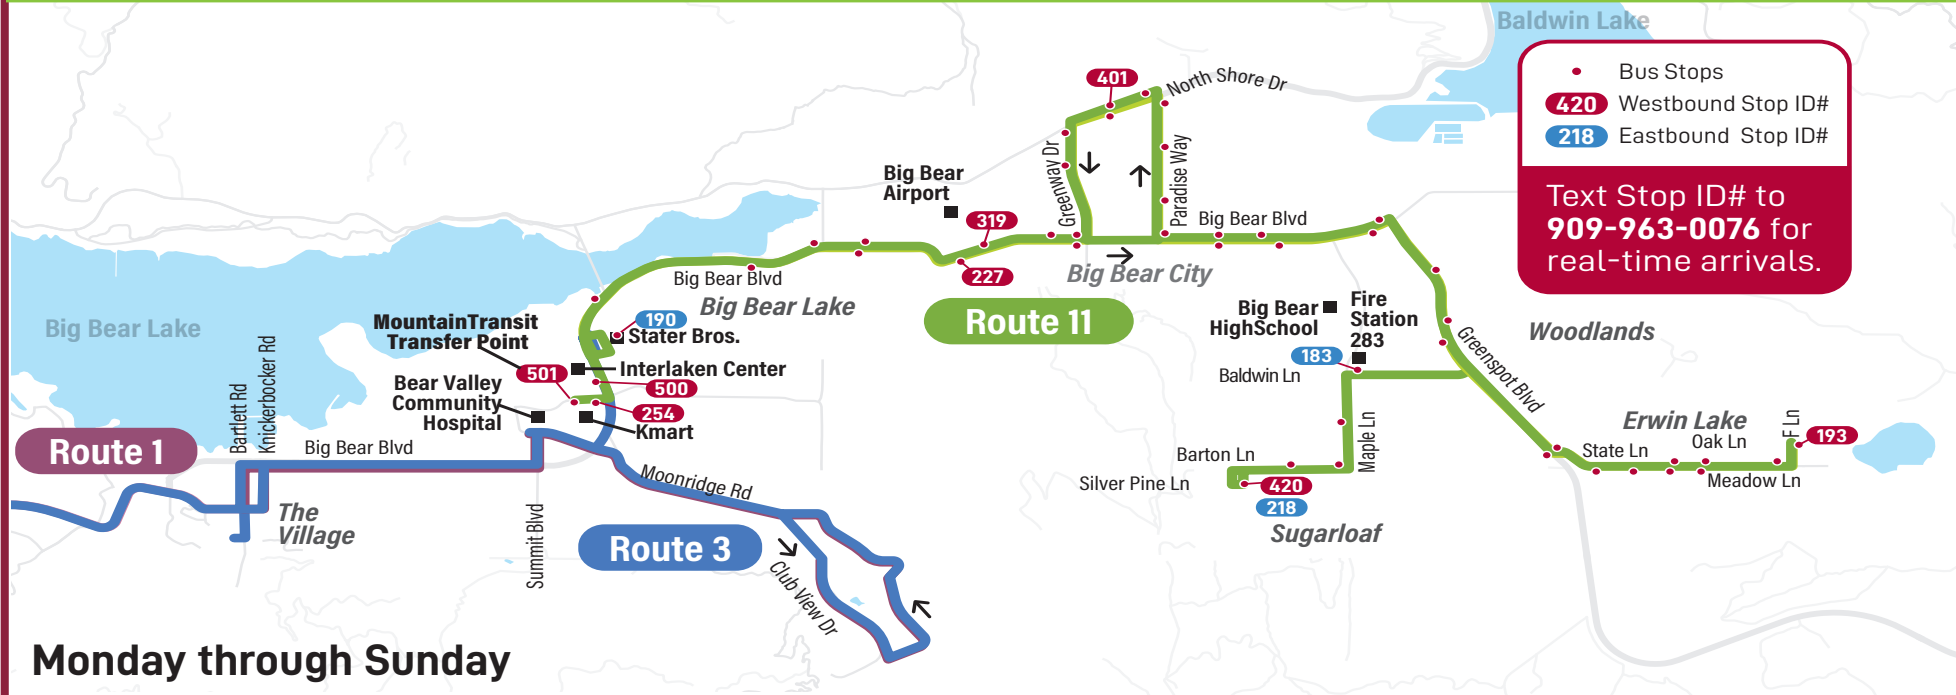 Baldwin Lake
Bus Stops
420 Westbound Stop ID#
218 Eastbound Stop ID#
Text Stop ID# to
909-963-0076 for
real-time arrivals.
401
North Shore Dr
Greenway Dr
Paradise Way
Big Bear
Airport
319
227
Big Bear Blvd
Big Bear City
Big Bear Blvd
Big Bear Lake
Route 11
Big Bear Lake
MountainTransit
Transfer Point
190
Stater Bros.
Interlaken Center
501
500
254
Kmart
Bear Valley
Community
Hospital
Bartlett Rd
Knickerbocker Rd
Route 1
Big Bear Blvd
The
Village
Summit Blvd
Moonridge Rd
Route 3
Club View Dr
Big Bear
HighSchool
Fire
Station
283
183
Baldwin Ln
Maple Ln
Barton Ln
Silver Pine Ln
420
218
Sugarloaf
Woodlands
Greenspot Blvd
Erwin Lake
State Ln
Oak Ln
F Ln
193
Meadow Ln
Monday through Sunday